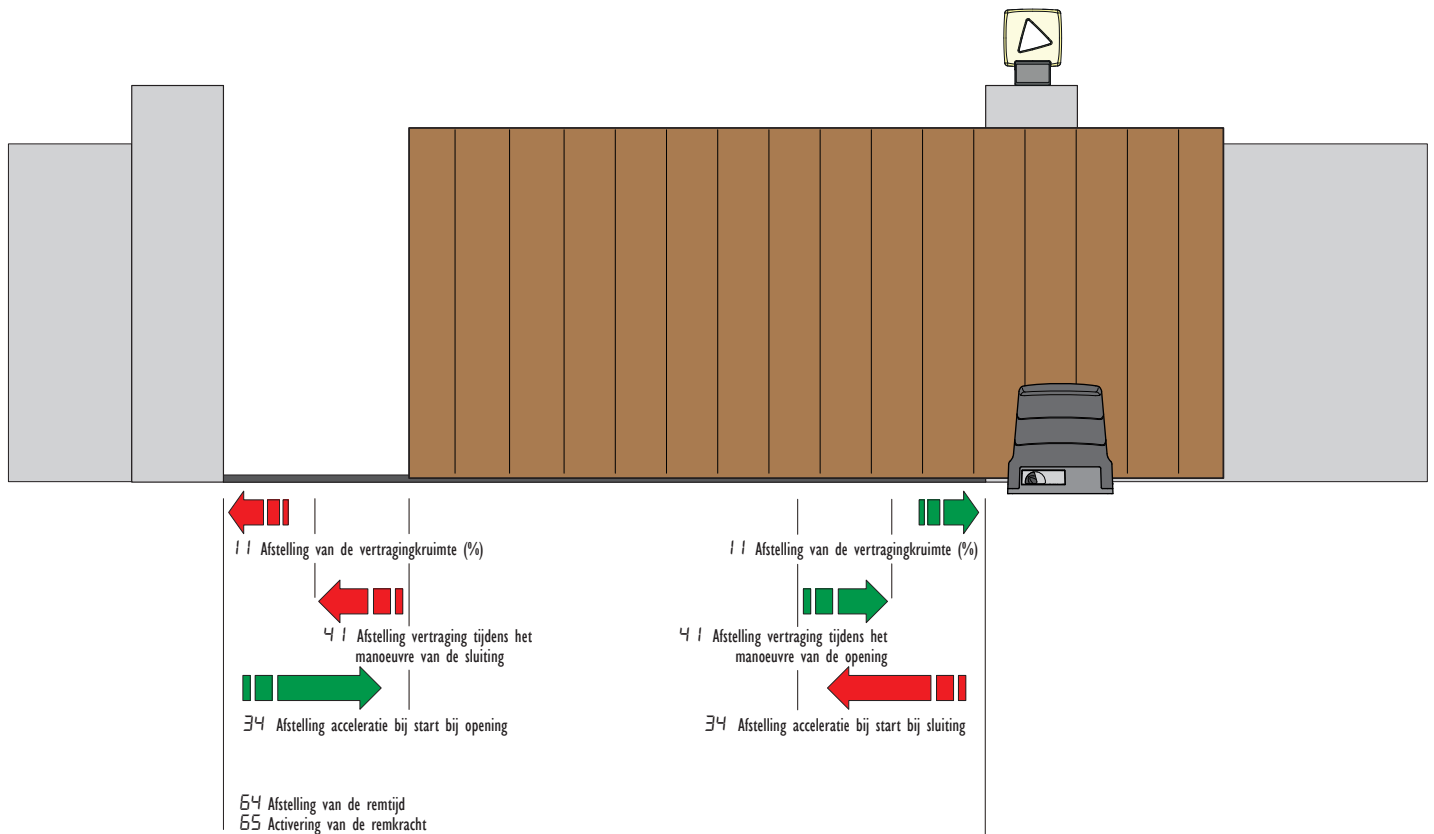 11 Afstelling van de vertragingkruimte (%)
11 Afstelling van de vertragingkruimte (%)
41 Afstelling vertraging tijdens het
manoeuvre van de sluiting
41 Afstelling vertraging tijdens het
manoeuvre van de opening
34 Afstelling acceleratie bij start bij opening
34 Afstelling acceleratie bij start bij sluiting
64 Afstelling van de remtijd
65 Activering van de remkracht